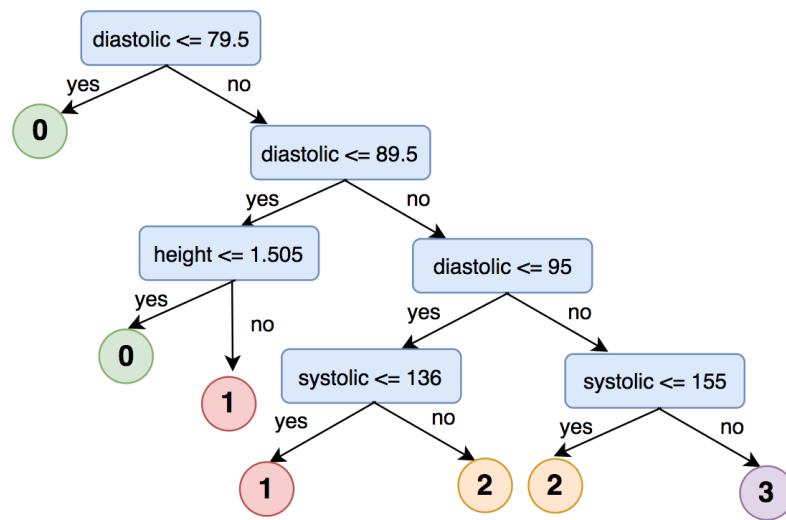 diastolic <= 79.5
yes
no
0
diastolic <= 89.5
yes
no
height <= 1.505
diastolic <= 95
yes
no
yes
no
0
1
systolic <= 136
systolic <= 155
yes
no
yes
no
1
2
2
3